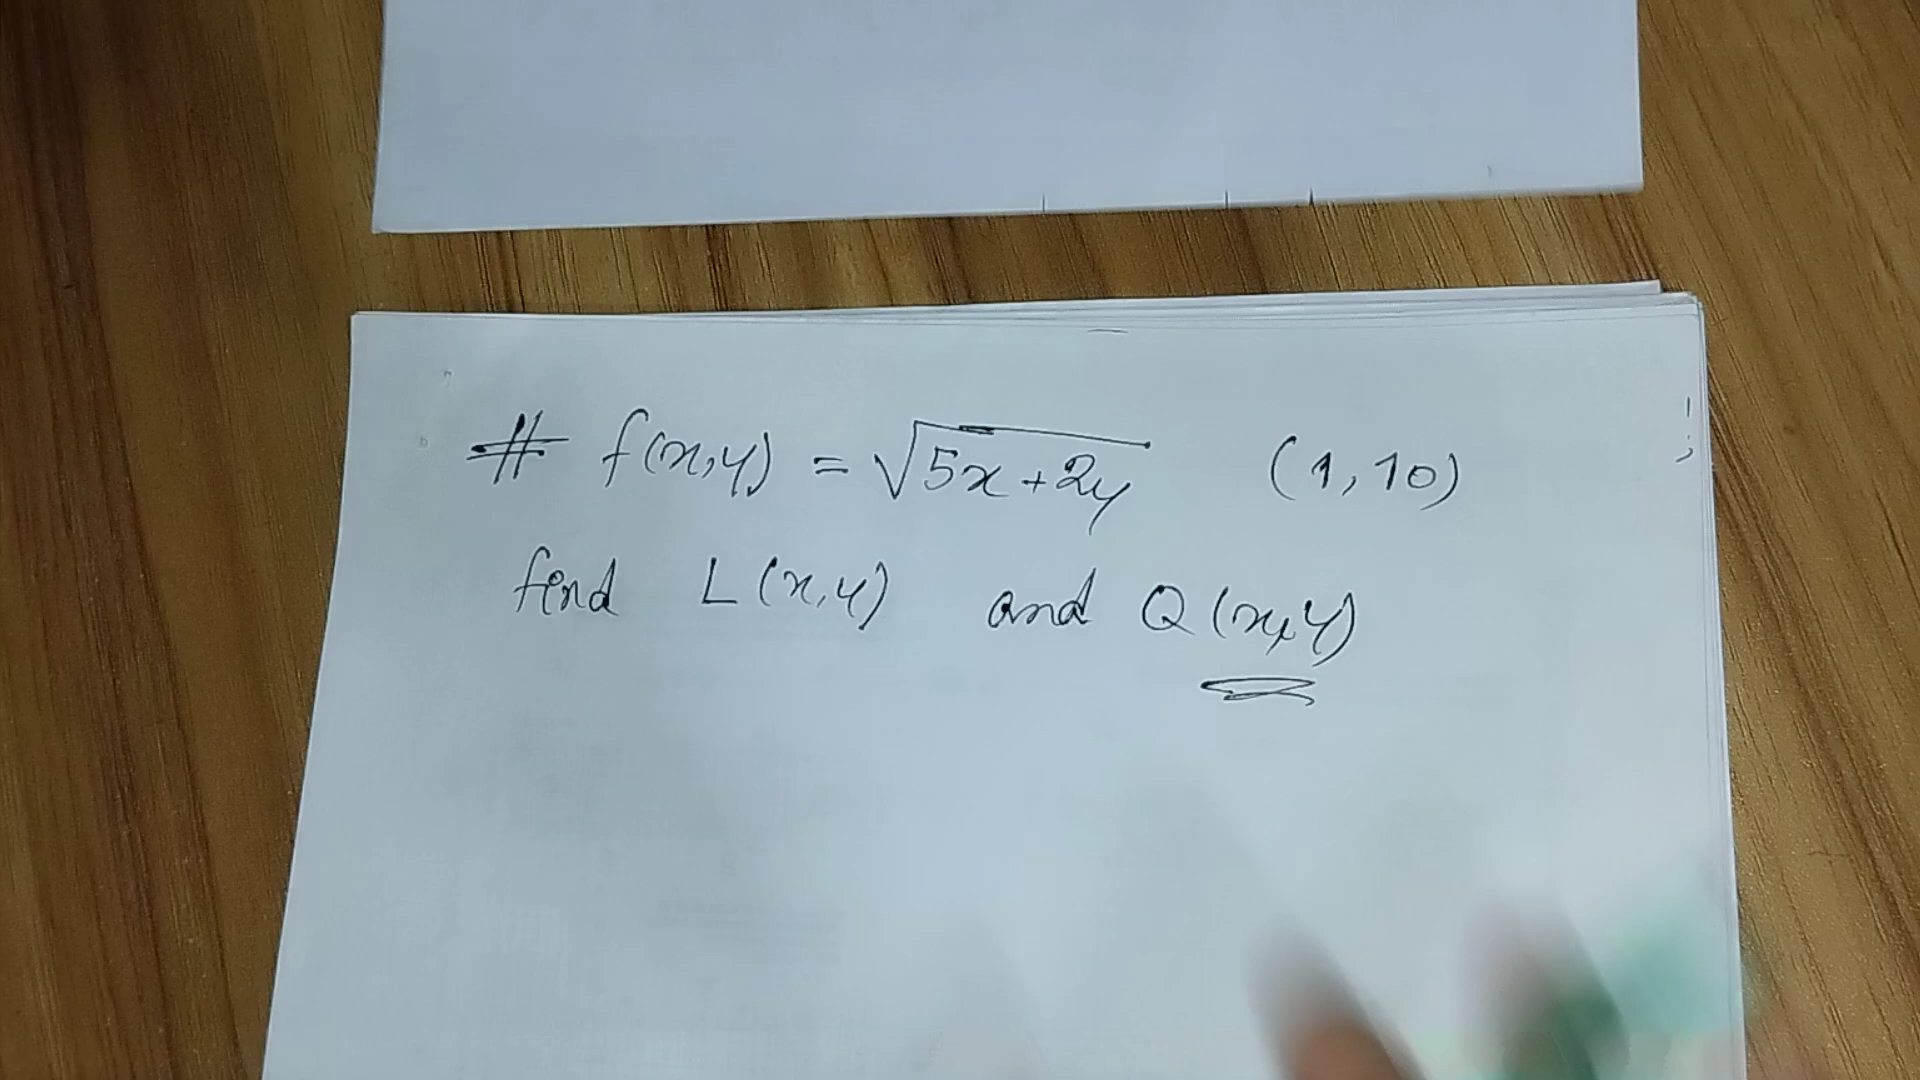 # f(x,y) = √5x+2y (1,10)
find L(x,y) and Q(x,y)